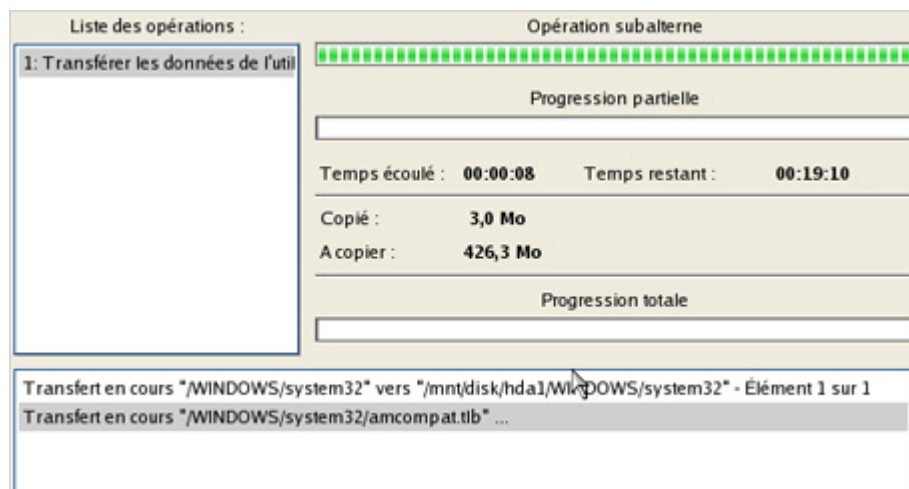 Liste des opérations :
1: Transférer les données de l'util
Opération subalterne
Progression partielle
Temps écoulé : 00:00:08 Temps restant : 00:19:10
Copié : 3,0 Mo
A copier : 426,3 Mo
Progression totale
Transfert en cours "/WINDOWS/system32" vers "/mnt/disk/hda1/WINDOWS/system32" - Élément 1 sur 1
Transfert en cours "/WINDOWS/system32/amcompat.tlb" ...